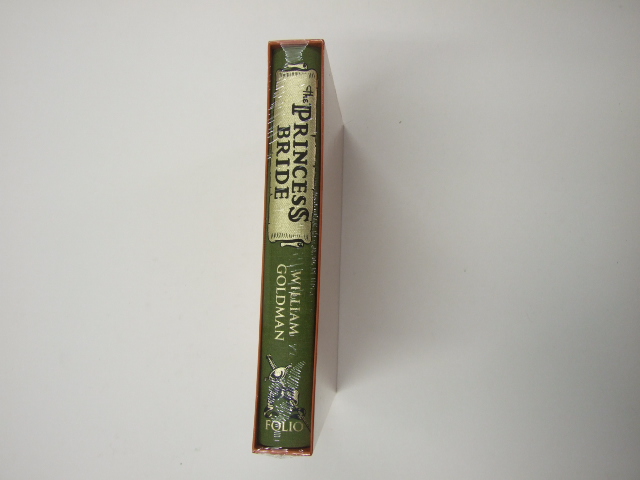 the
PRINCESS
BRIDE
WILLIAM
GOLDMAN
FOLIO